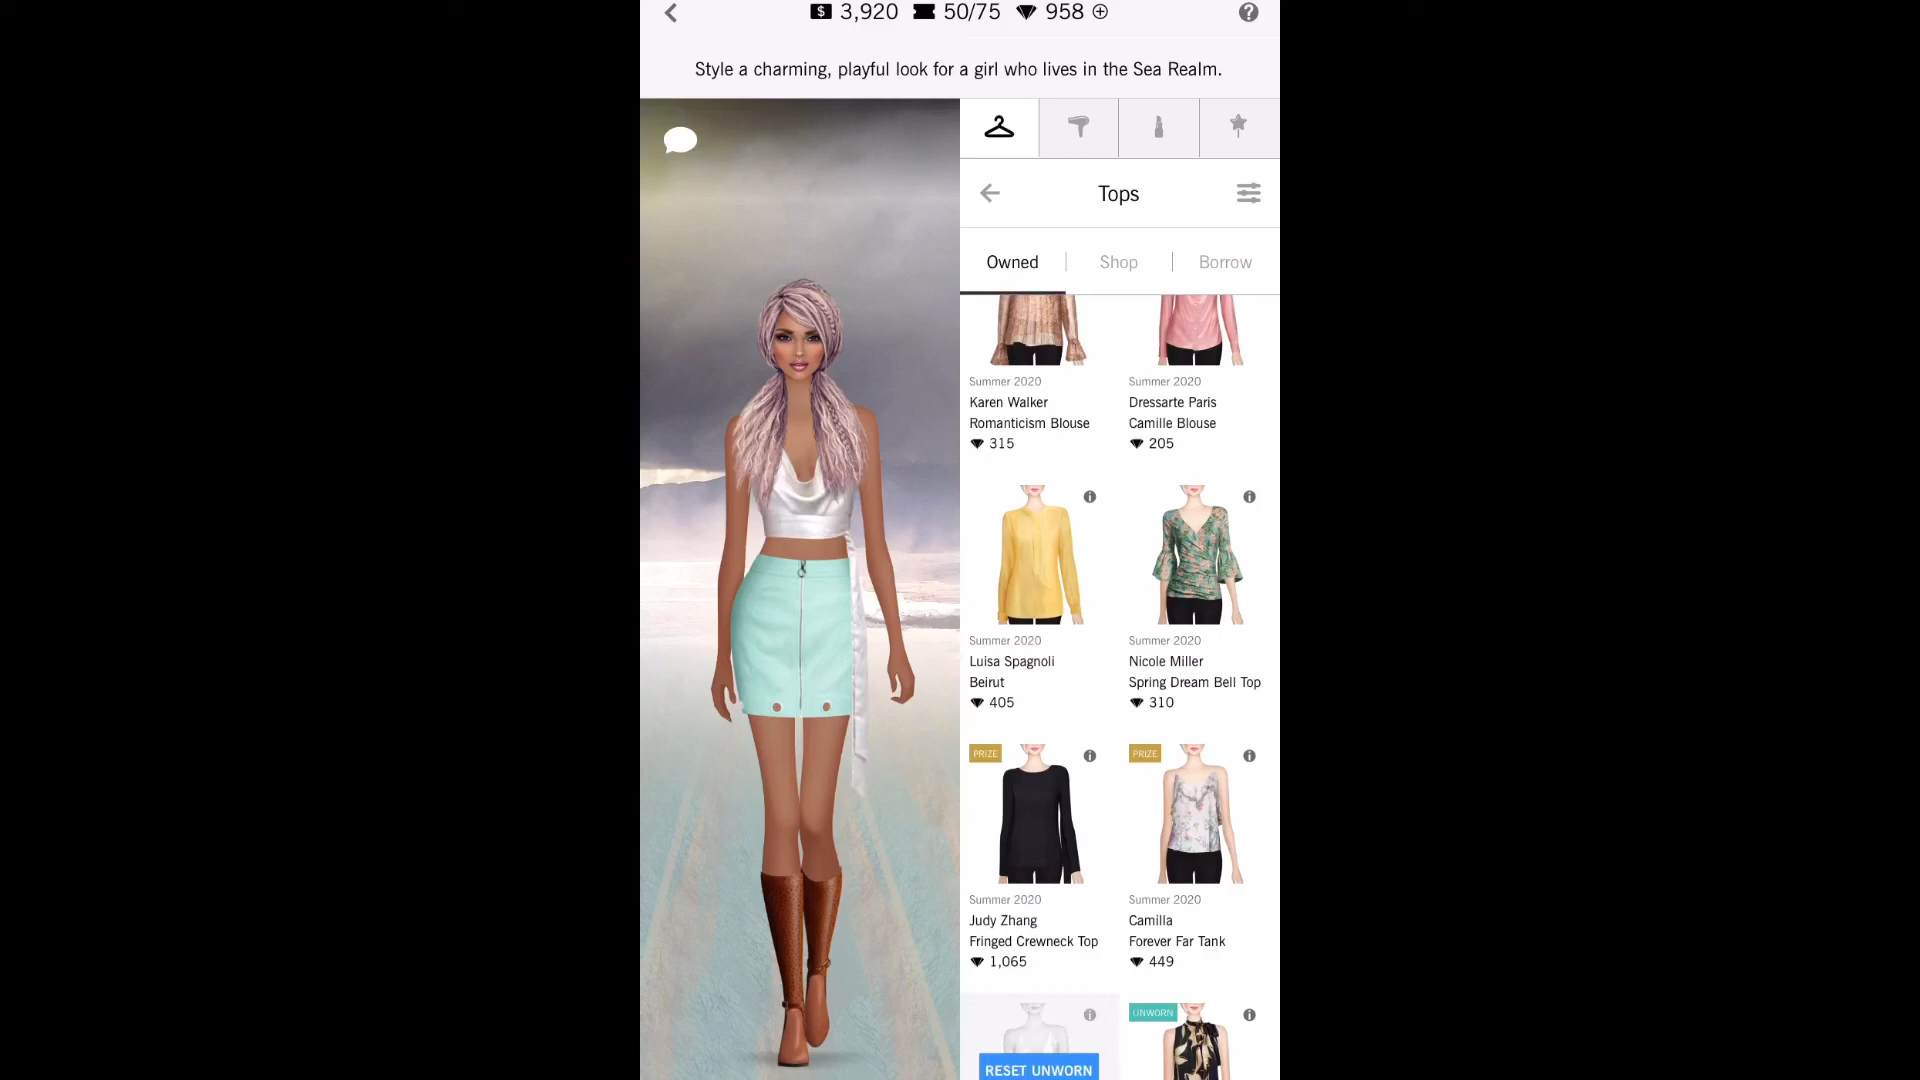 $ 3,920 50/75 958
Style a charming, playful look for a girl who lives in the Sea Realm.
Tops
Owned Shop Borrow
Summer 2020
Karen Walker
Romanticism Blouse
315
Summer 2020
Dressarte Paris
Camille Blouse
205
Summer 2020
Luisa Spagnoli
Beirut
405
Summer 2020
Nicole Miller
Spring Dream Bell Top
310
PRIZE
Summer 2020
Judy Zhang
Fringed Crewneck Top
1,065
PRIZE
Summer 2020
Camilla
Forever Far Tank
449
RESET UNWORN
UNWORN